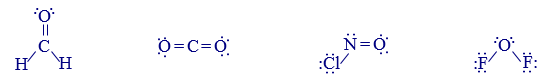 O
C
H H
O=C=O
N=O
:Cl
O
:F F: